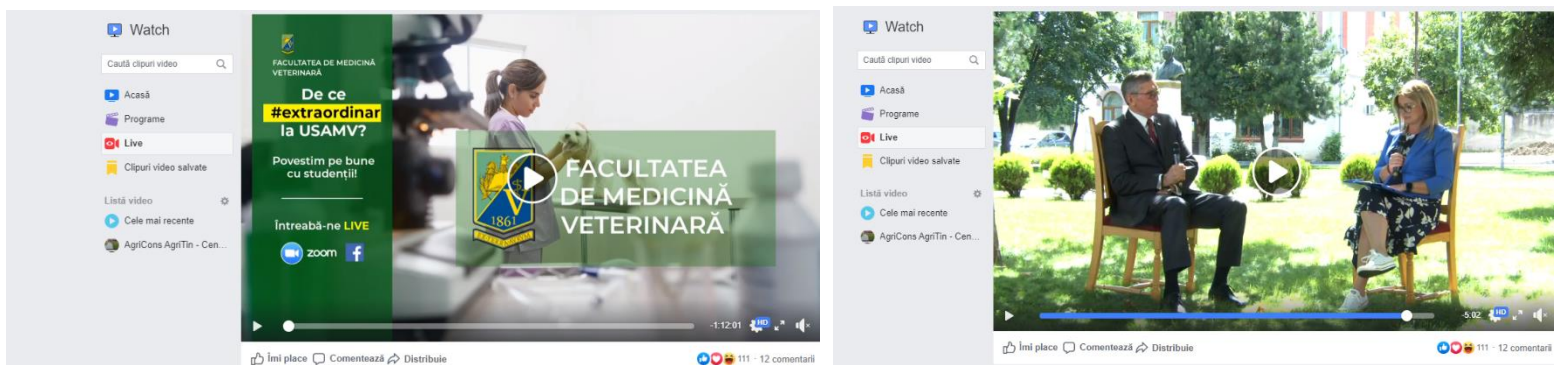 Watch
Caută clipuri video
Acasă
Programe
Live
Clipuri video salvate
Listă video
Cele mai recente
AgriCons AgriTin - Cen...
FACULTATEA DE MEDICINĂ
VETERINARĂ
De ce
#extraordinar
la USAMV?
Povestim pe bune
cu studenții!
Întreabă-ne LIVE
zoom
1861
FACULTATEA
DE MEDICINĂ
VETERINARĂ
-1:12:01
HD
Îmi place
Comentează
Distribuie
111 · 12 comentarii
Watch
Caută clipuri video
Acasă
Programe
Live
Clipuri video salvate
Listă video
Cele mai recente
AgriCons AgriTin - Cen...
-5:02
HD
Îmi place
Comentează
Distribuie
111 · 12 comentarii